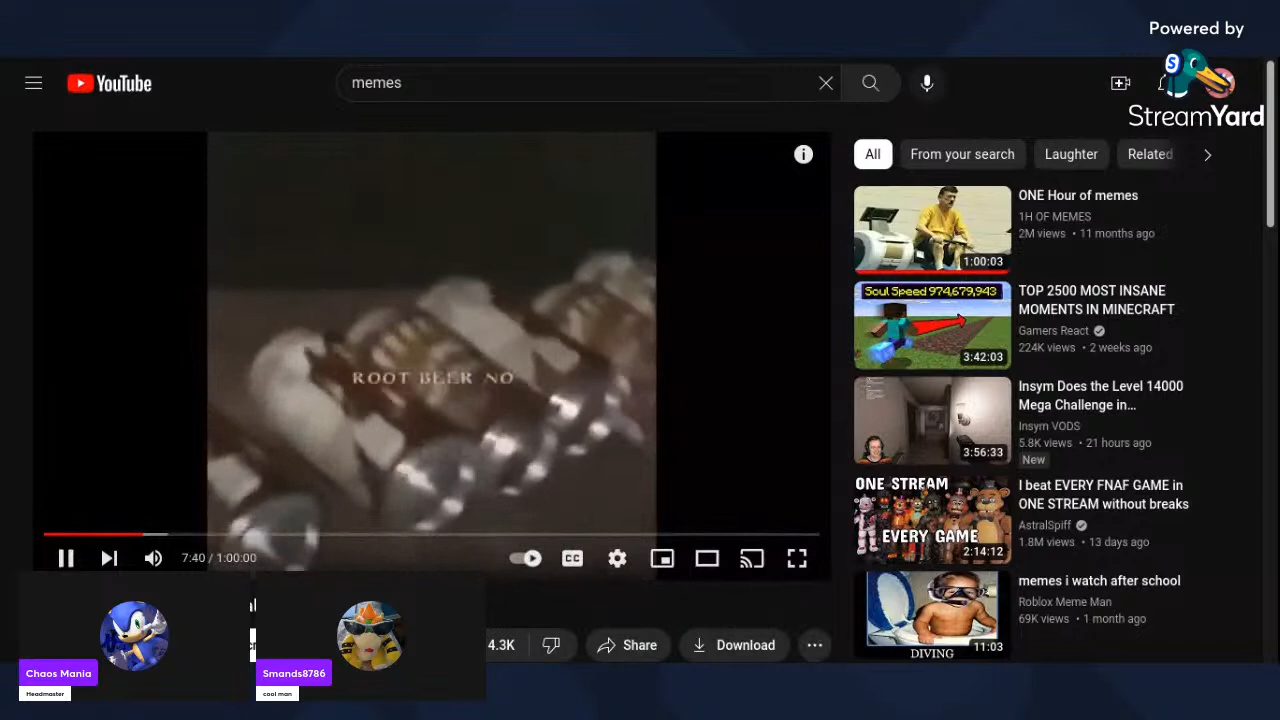 Powered by
StreamYard
YouTube
memes
ROOT BEER NO
7:40 / 1:00:00
CC
4.3K
Share
Download
All
From your search
Laughter
Related
1:00:03
ONE Hour of memes
1H OF MEMES
2M views • 11 months ago
Soul Speed 974,679,943
3:42:03
TOP 2500 MOST INSANE
MOMENTS IN MINECRAFT
Gamers React
224K views • 2 weeks ago
3:56:33
Insym Does the Level 14000
Mega Challenge in...
Insym VODS
5.8K views • 21 hours ago
New
ONE STREAM
EVERY GAME
2:14:12
I beat EVERY FNAF GAME in
ONE STREAM without breaks
AstralSpiff
1.8M views • 13 days ago
DIVING
11:03
memes i watch after school
Roblox Meme Man
69K views • 1 month ago
Chaos Mania
Headmaster
Smands8786
cool man